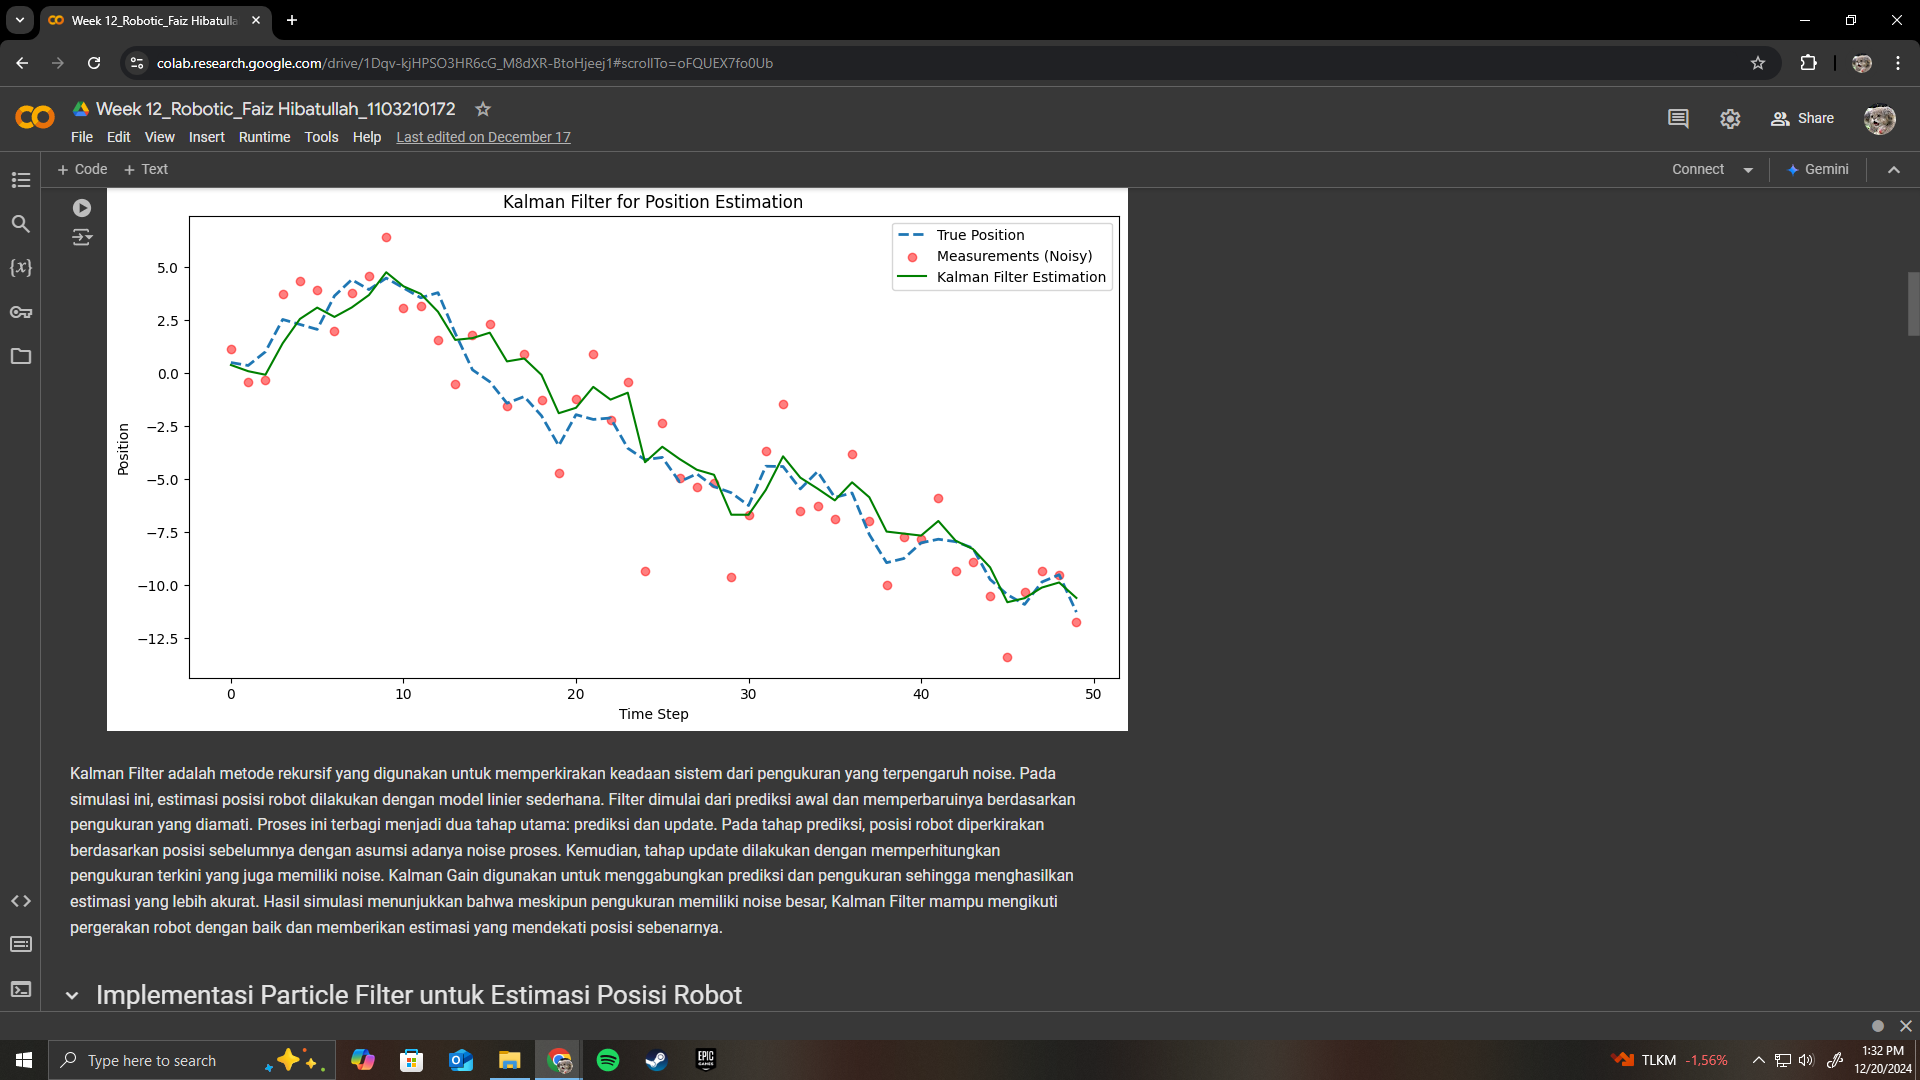 Week 12_Robotic_Faiz Hibatulla
colab.research.google.com/drive/1Dqv-kjHPSO3HR6cG_M8dXR-BtoHjeej1#scrollTo=oFQUEX7fo0Ub
Week 12_Robotic_Faiz Hibatullah_1103210172
File Edit View Insert Runtime Tools Help Last edited on December 17
Share
+ Code + Text
Connect
Gemini
{x}
Kalman Filter for Position Estimation
True Position
Measurements (Noisy)
Kalman Filter Estimation
5.0
2.5
0.0
−2.5
−5.0
−7.5
−10.0
−12.5
Position
0 10 20 30 40 50
Time Step
Kalman Filter adalah metode rekursif yang digunakan untuk memperkirakan keadaan sistem dari pengukuran yang terpengaruh noise. Pada
simulasi ini, estimasi posisi robot dilakukan dengan model linier sederhana. Filter dimulai dari prediksi awal dan memperbaruinya berdasarkan
pengukuran yang diamati. Proses ini terbagi menjadi dua tahap utama: prediksi dan update. Pada tahap prediksi, posisi robot diperkirakan
berdasarkan posisi sebelumnya dengan asumsi adanya noise proses. Kemudian, tahap update dilakukan dengan memperhitungkan
pengukuran terkini yang juga memiliki noise. Kalman Gain digunakan untuk menggabungkan prediksi dan pengukuran sehingga menghasilkan
estimasi yang lebih akurat. Hasil simulasi menunjukkan bahwa meskipun pengukuran memiliki noise besar, Kalman Filter mampu mengikuti
pergerakan robot dengan baik dan memberikan estimasi yang mendekati posisi sebenarnya.
Implementasi Particle Filter untuk Estimasi Posisi Robot
Type here to search
EPIC
GAMES
TLKM -1,56%
1:32 PM
12/20/2024